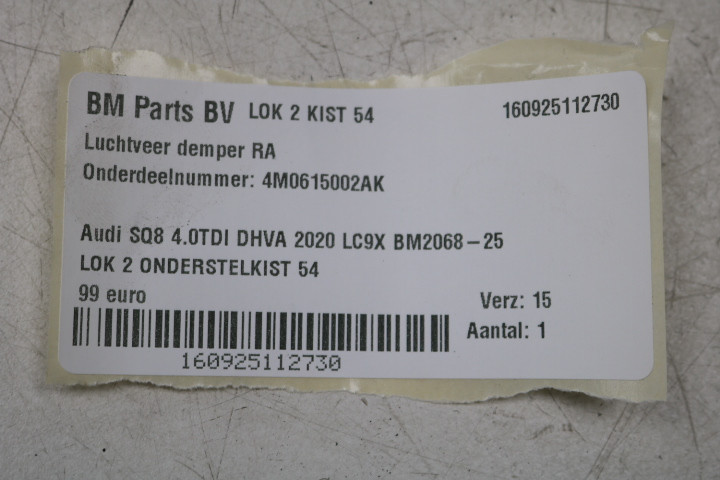 BM Parts BV LOK 2 KIST 54 160925112730
Luchtveer demper RA
Onderdeelnummer: 4M0615002AK
Audi SQ8 4.0TDI DHVA 2020 LC9X BM2068-25
LOK 2 ONDERSTELKIST 54
99 euro Verz: 15
Aantal: 1
160925112730